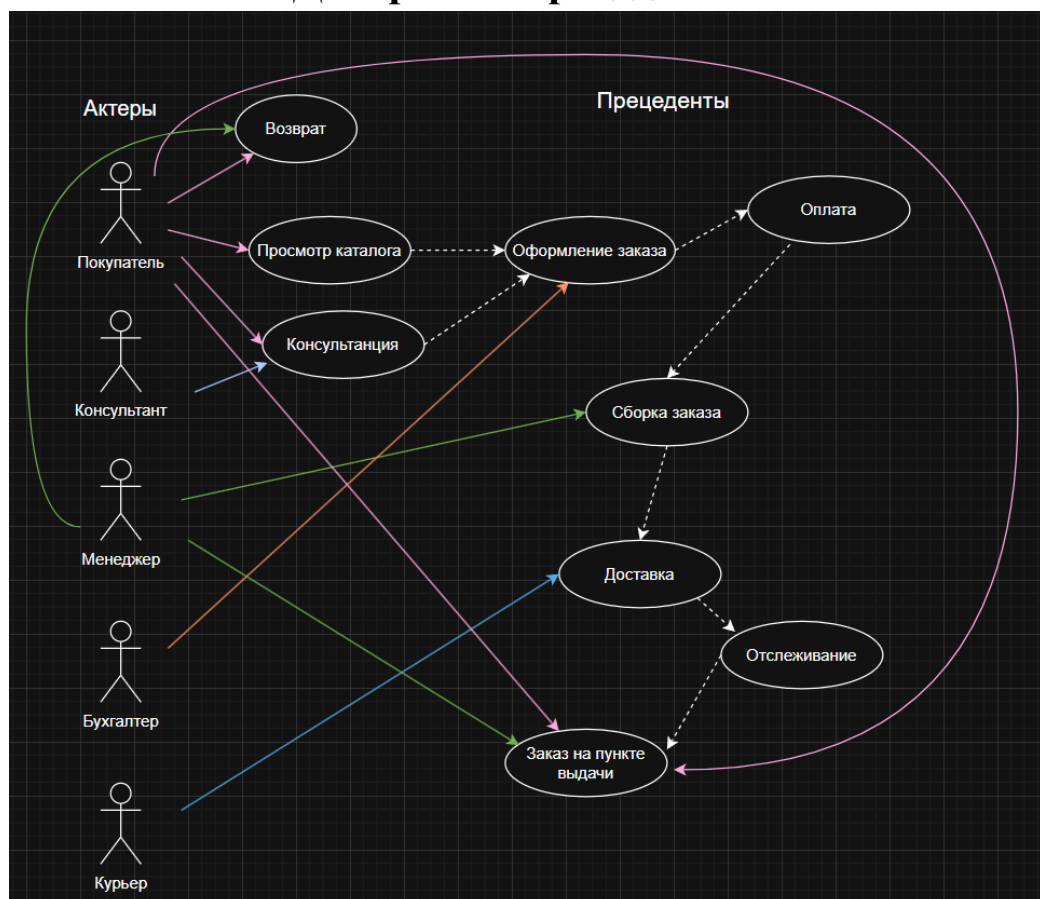 Актеры
Прецеденты
Возврат
Оплата
Покупатель
Просмотр каталога
Оформление заказа
Консультанция
Консультант
Сборка заказа
Менеджер
Доставка
Отслеживание
Бухгалтер
Заказ на пункте
выдачи
Курьер